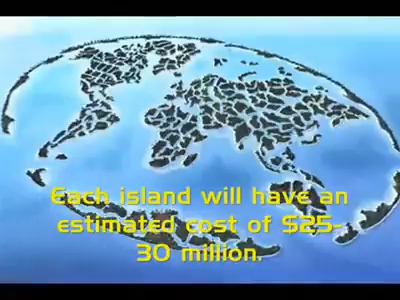 Each island will have an
estimated cost of $25-
30 million.